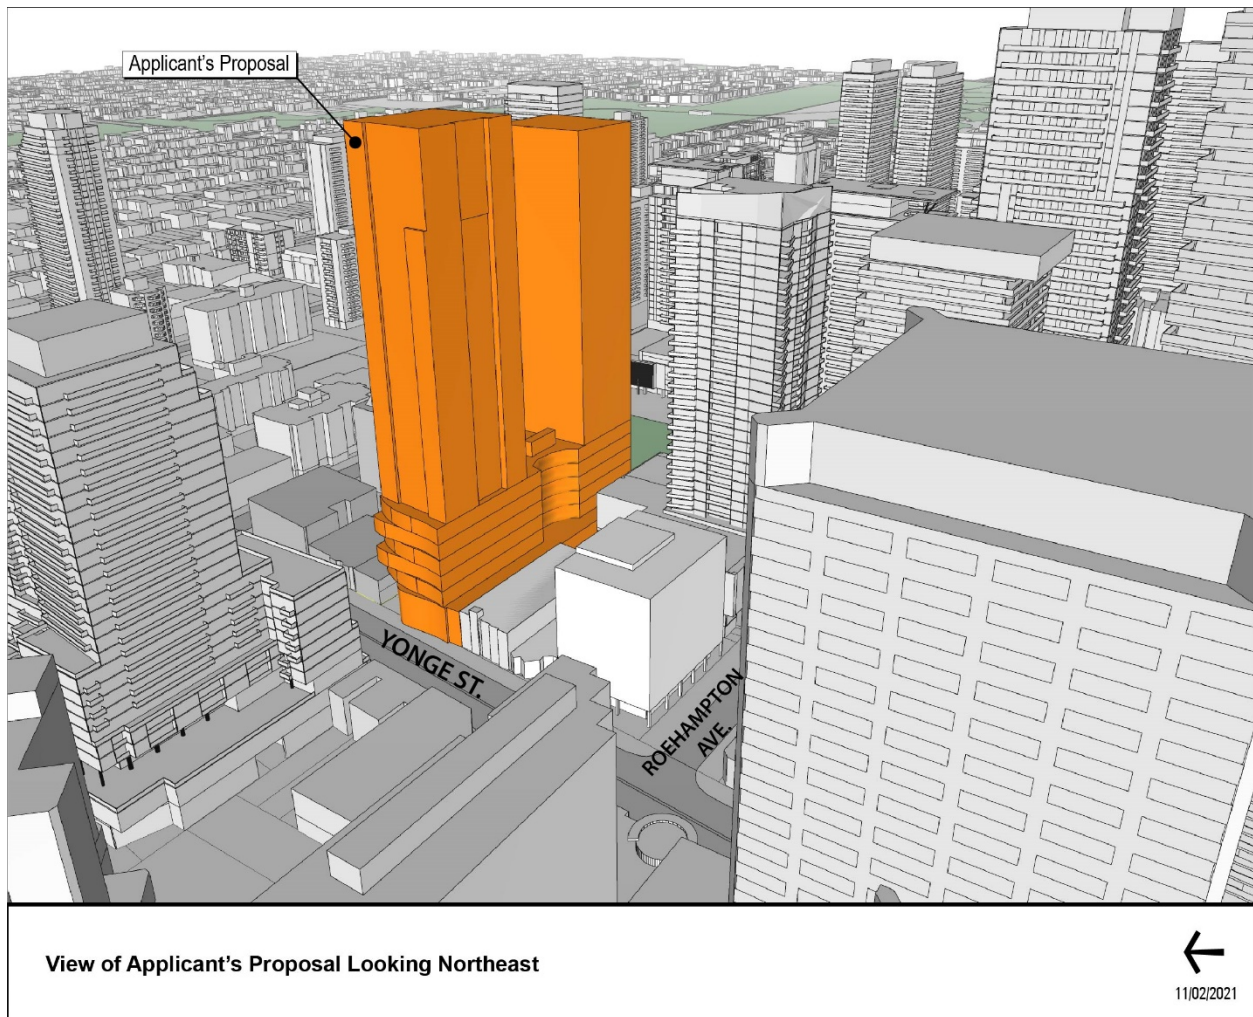 Applicant's Proposal
YONGE ST.
ROEHAMPTON
AVE.
View of Applicant's Proposal Looking Northeast
11/02/2021